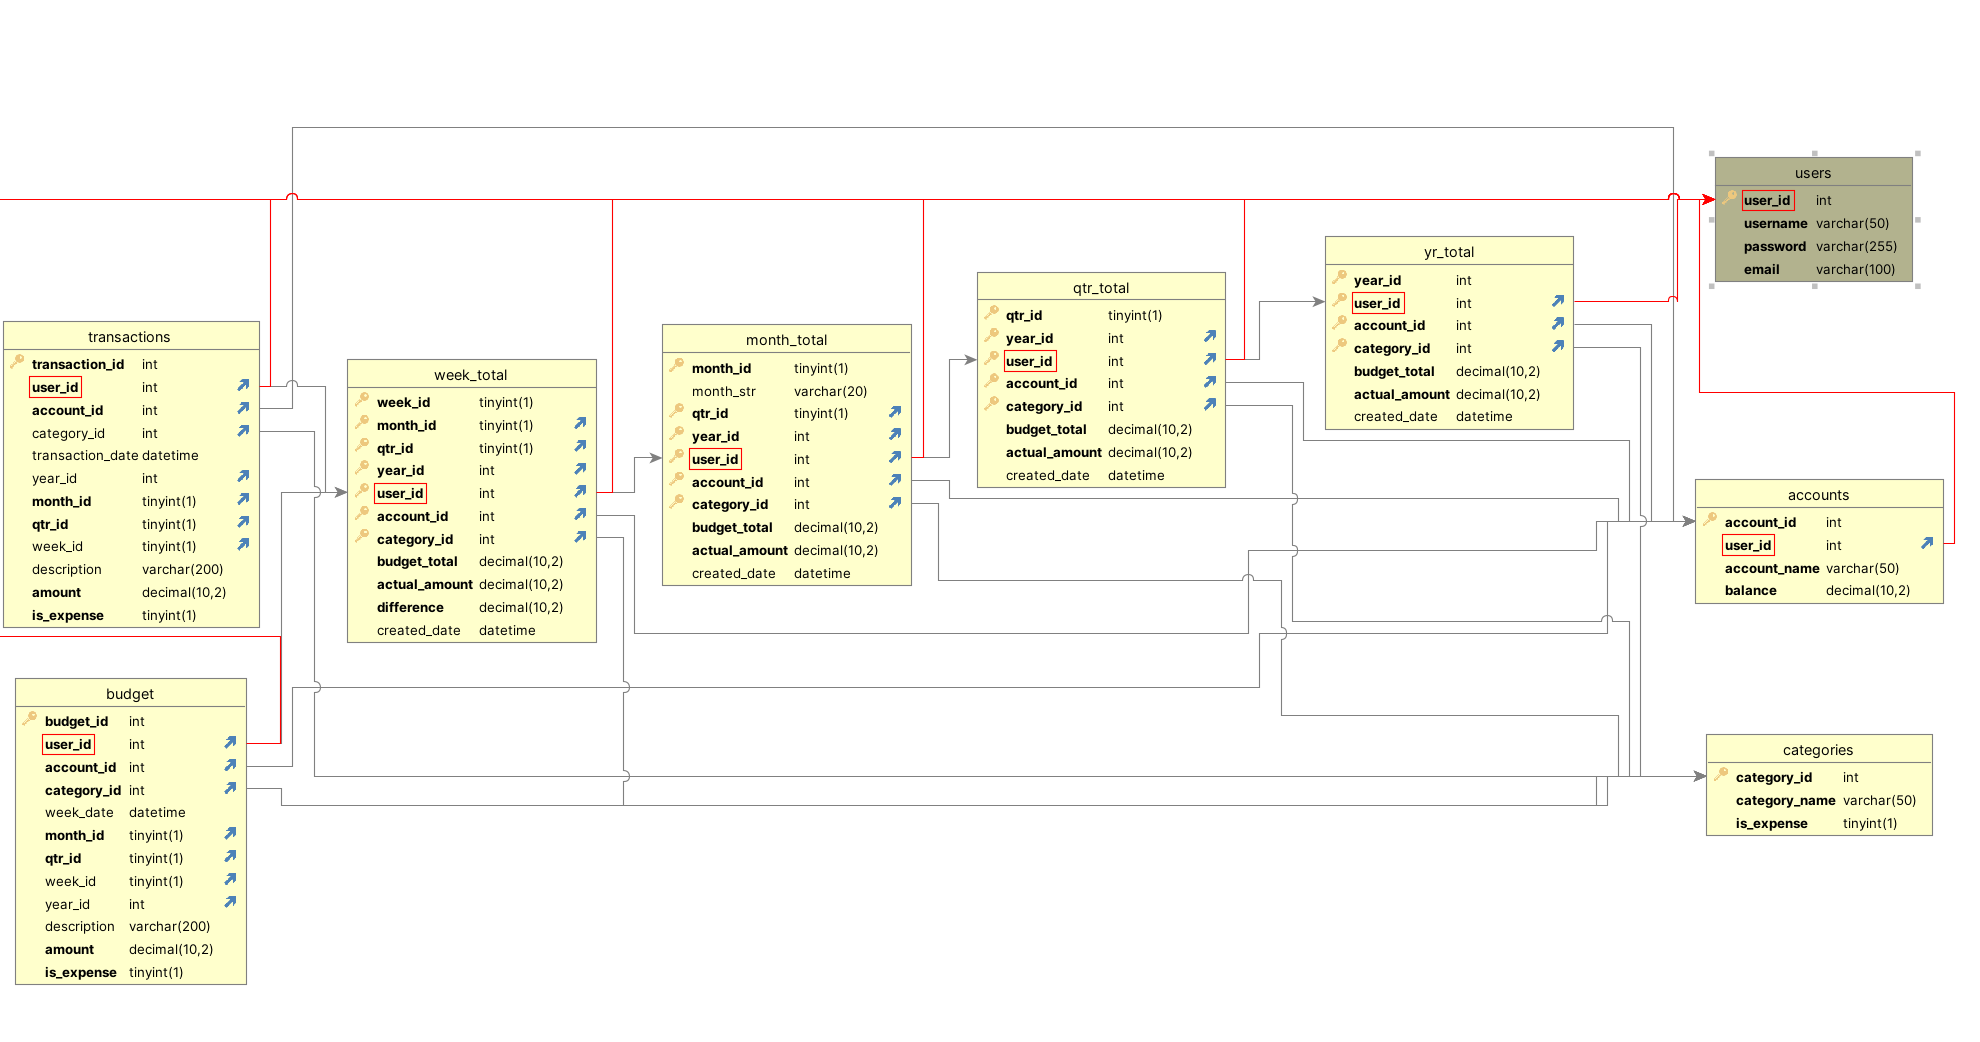 users
user_id int
username varchar(50)
password varchar(255)
email varchar(100)
yr_total
year_id int
user_id int
account_id int
category_id int
budget_total decimal(10,2)
actual_amount decimal(10,2)
created_date datetime
qtr_total
qtr_id tinyint(1)
year_id int
user_id int
account_id int
category_id int
budget_total decimal(10,2)
actual_amount decimal(10,2)
created_date datetime
transactions
transaction_id int
user_id int
account_id int
category_id int
transaction_date datetime
year_id int
month_id tinyint(1)
qtr_id tinyint(1)
week_id tinyint(1)
description varchar(200)
amount decimal(10,2)
is_expense tinyint(1)
month_total
month_id tinyint(1)
month_str varchar(20)
qtr_id tinyint(1)
year_id int
user_id int
account_id int
category_id int
budget_total decimal(10,2)
actual_amount decimal(10,2)
created_date datetime
week_total
week_id tinyint(1)
month_id tinyint(1)
qtr_id tinyint(1)
year_id int
user_id int
account_id int
category_id int
budget_total decimal(10,2)
actual_amount decimal(10,2)
difference decimal(10,2)
created_date datetime
accounts
account_id int
user_id int
account_name varchar(50)
balance decimal(10,2)
budget
budget_id int
user_id int
account_id int
category_id int
week_date datetime
month_id tinyint(1)
qtr_id tinyint(1)
week_id tinyint(1)
year_id int
description varchar(200)
amount decimal(10,2)
is_expense tinyint(1)
categories
category_id int
category_name varchar(50)
is_expense tinyint(1)